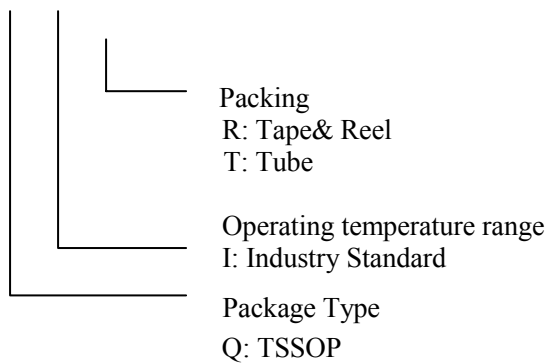 Packing
R: Tape& Reel
T: Tube
Operating temperature range
I: Industry Standard
Package Type
Q: TSSOP